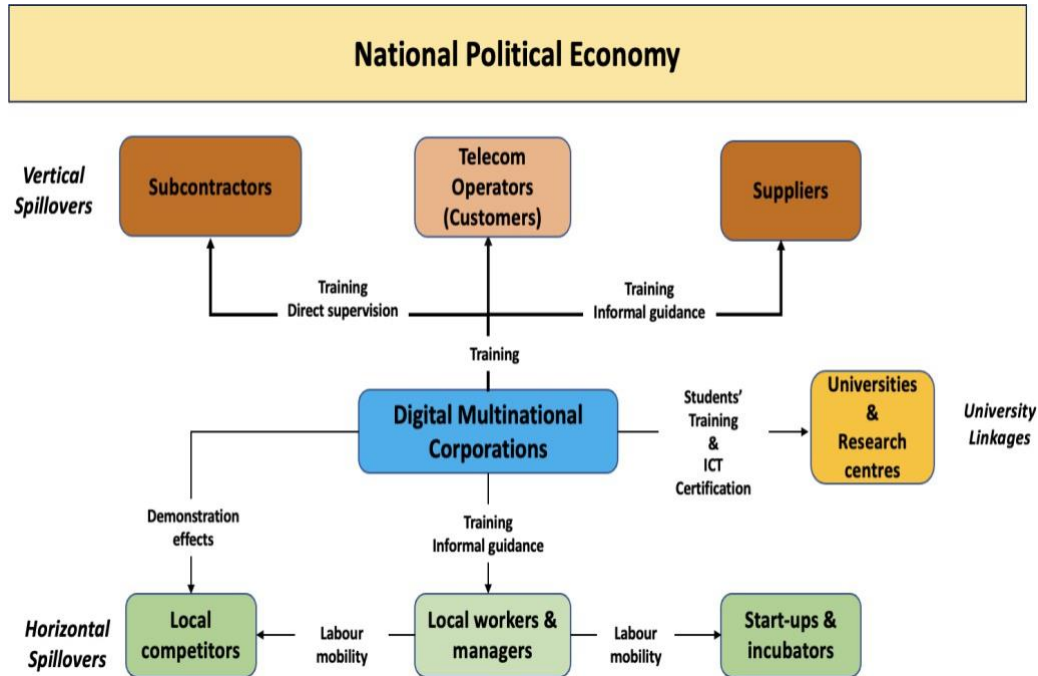 National Political Economy
Vertical
Spillovers
Subcontractors
Telecom
Operators
(Customers)
Suppliers
Training
Direct supervision
Training
Informal guidance
Training
Digital Multinational
Corporations
Students’
Training
&
ICT
Certification
Universities
&
Research
centres
University
Linkages
Demonstration
effects
Training
Informal guidance
Horizontal
Spillovers
Local
competitors
Labour
mobility
Local workers &
managers
Labour
mobility
Start-ups &
incubators